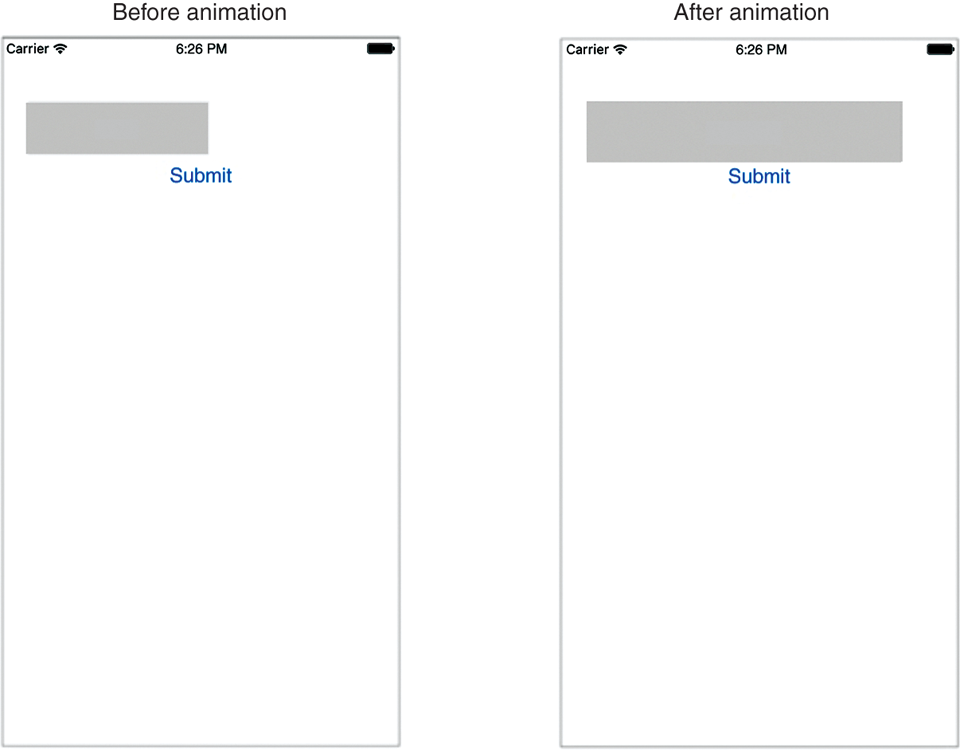 Before animation
After animation
Carrier 6:26 PM
Carrier 6:26 PM
Submit
Submit